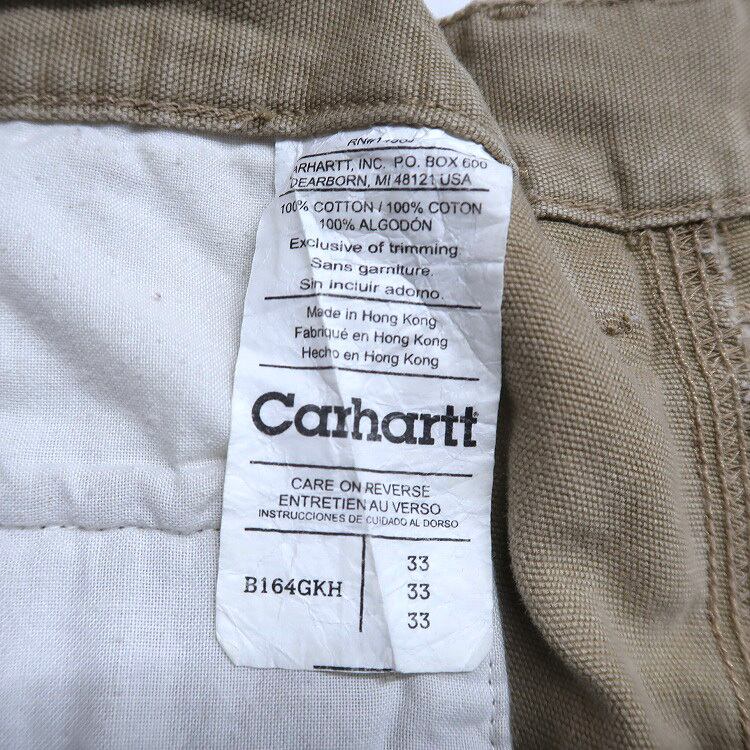 ARHARTT, INC. P.O. BOX 600
DEARBORN, MI 48121 USA
100% COTTON / 100% COTON
100% ALGODÓN
Exclusive of trimming.
Sans garniture.
Sin incluir adorno.
Made in Hong Kong
Fabriqué en Hong Kong
Hecho en Hong Kong
Carhartt
CARE ON REVERSE
ENTRETIEN AU VERSO
INSTRUCCIONES DE CUIDADO AL DORSO
B164GKH
33
33
33